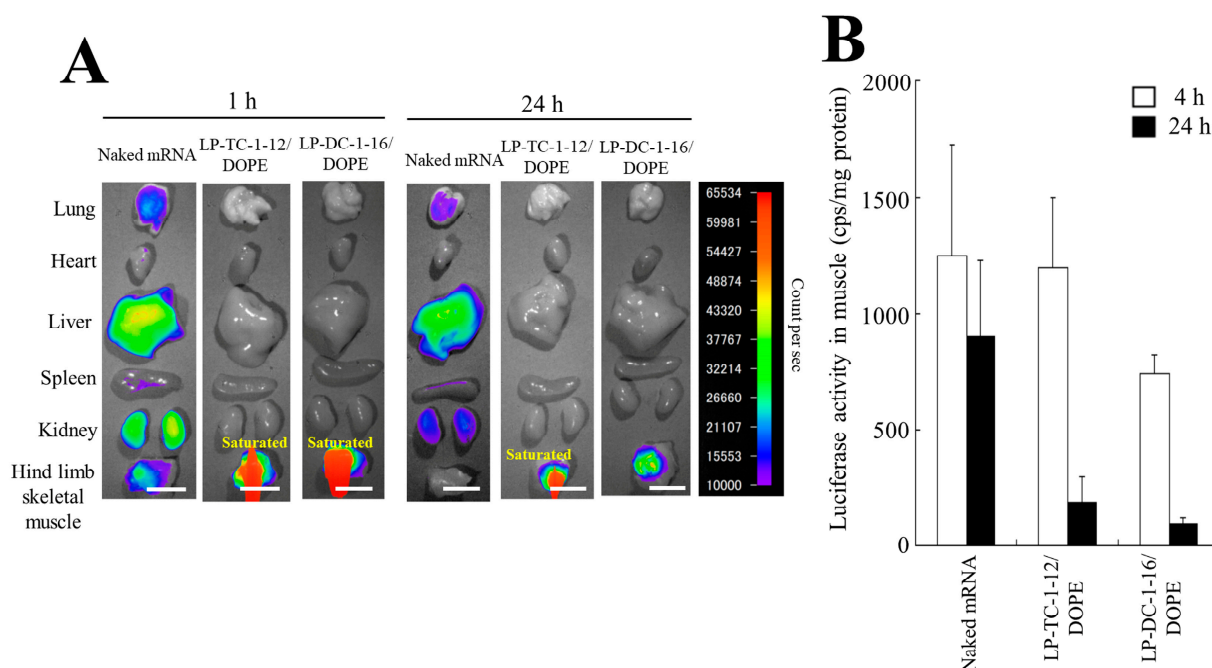 A
1 h
24 h
Naked mRNA
LP-TC-1-12/
DOPE
LP-DC-1-16/
DOPE
Naked mRNA
LP-TC-1-12/
DOPE
LP-DC-1-16/
DOPE
Lung
Heart
Liver
Spleen
Kidney
Hind limb
skeletal
muscle
Saturated
Saturated
Saturated
65534
59981
54427
48874
43320
37767
32214
26660
21107
15553
10000
Count per sec
B
Luciferase activity in muscle (cps/mg protein)
2000
1500
1000
500
0
4 h
24 h
Naked mRNA
LP-TC-1-12/
DOPE
LP-DC-1-16/
DOPE